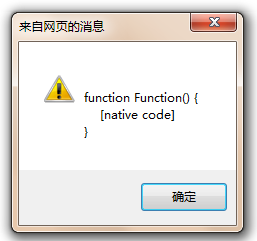 来自网页的消息
function Function() {
    [native code]
}
确定